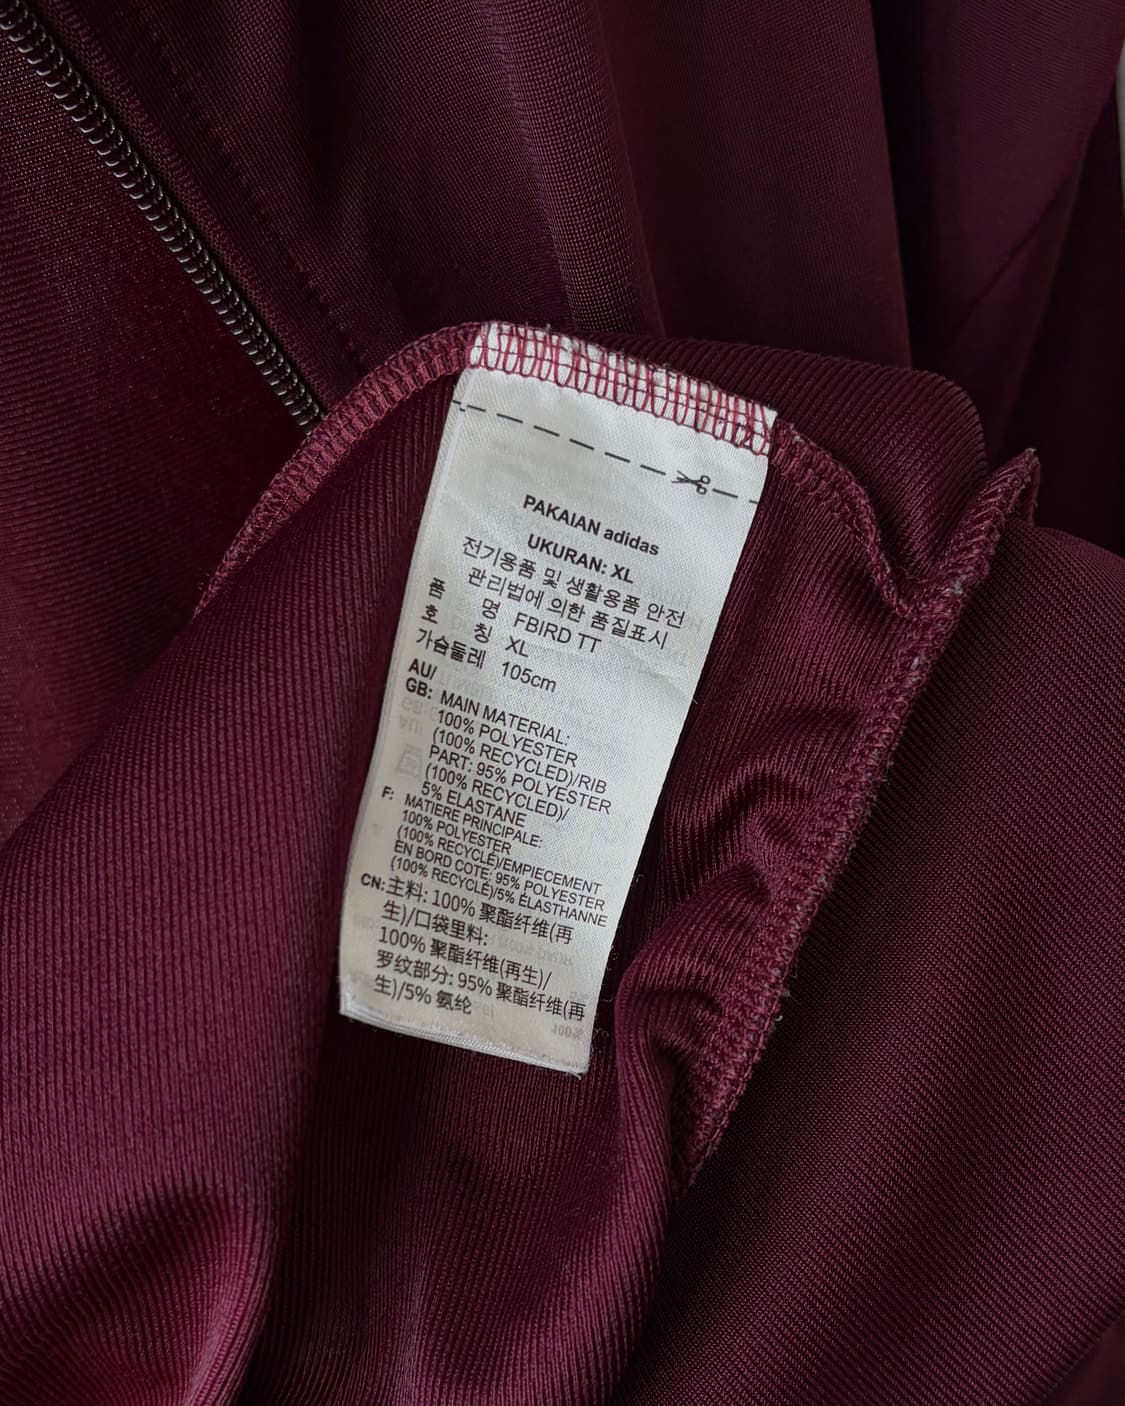 PAKAIAN adidas
UKURAN: XL
전기용품 및 생활용품 안전
관리법에 의한 품질표시
품 명 FBIRD TT
호 칭 XL
가슴둘레 105cm
AU/
GB: MAIN MATERIAL:
100% POLYESTER
(100% RECYCLED)/RIB
PART: 95% POLYESTER
(100% RECYCLED)/
5% ELASTANE
F: MATIERE PRINCIPALE:
100% POLYESTER
(100% RECYCLÉ)/EMPIECEMENT
EN BORD COTE: 95% POLYESTER
(100% RECYCLÉ)/5% ÉLASTHANNE
CN: 主料: 100% 聚酯纤维(再
生)/口袋里料:
100% 聚酯纤维(再生)/
罗纹部分: 95% 聚酯纤维(再
生)/5% 氨纶
100%